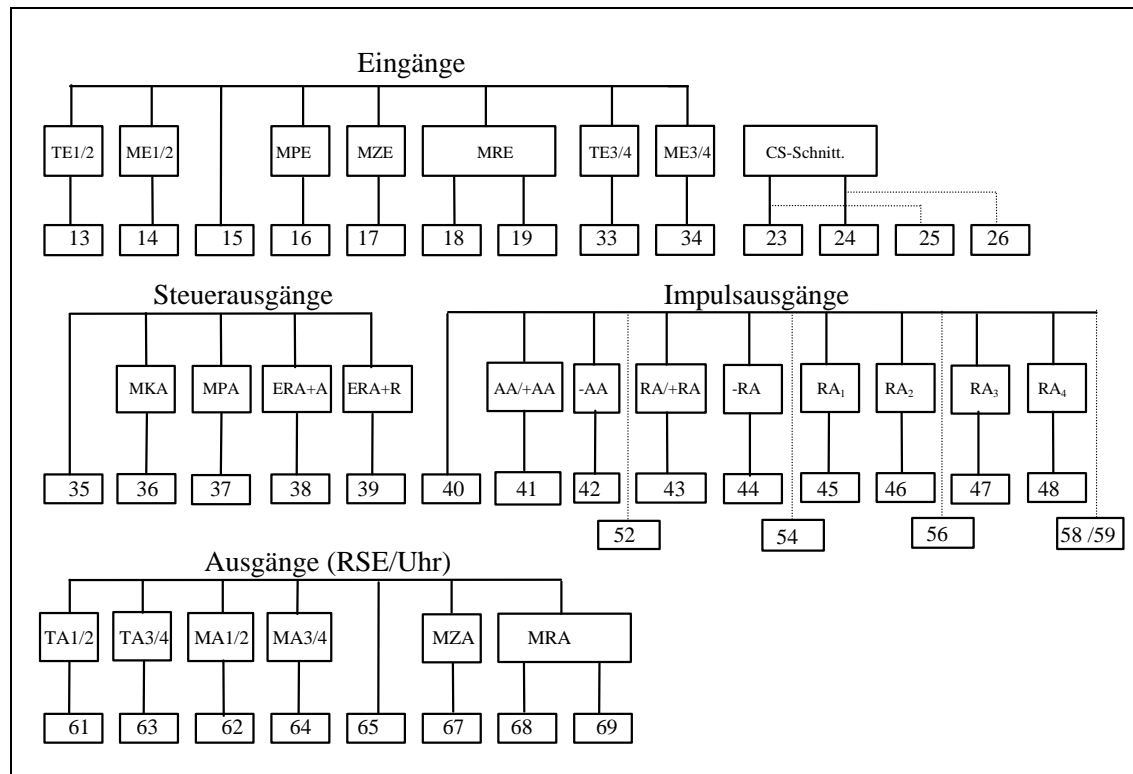 Eingänge
TE1/2 ME1/2 MPE MZE MRE TE3/4 ME3/4 CS-Schnitt.
13 14 15 16 17 18 19 33 34 23 24 25 26
Steuerausgänge
MKA MPA ERA+A ERA+R
35 36 37 38 39
Impulsausgänge
AA/+AA -AA RA/+RA -RA RA₁ RA₂ RA₃ RA₄
40 41 42 43 44 45 46 47 48
52 54 56 58 /59
Ausgänge (RSE/Uhr)
TA1/2 TA3/4 MA1/2 MA3/4 MZA MRA
61 63 62 64 65 67 68 69